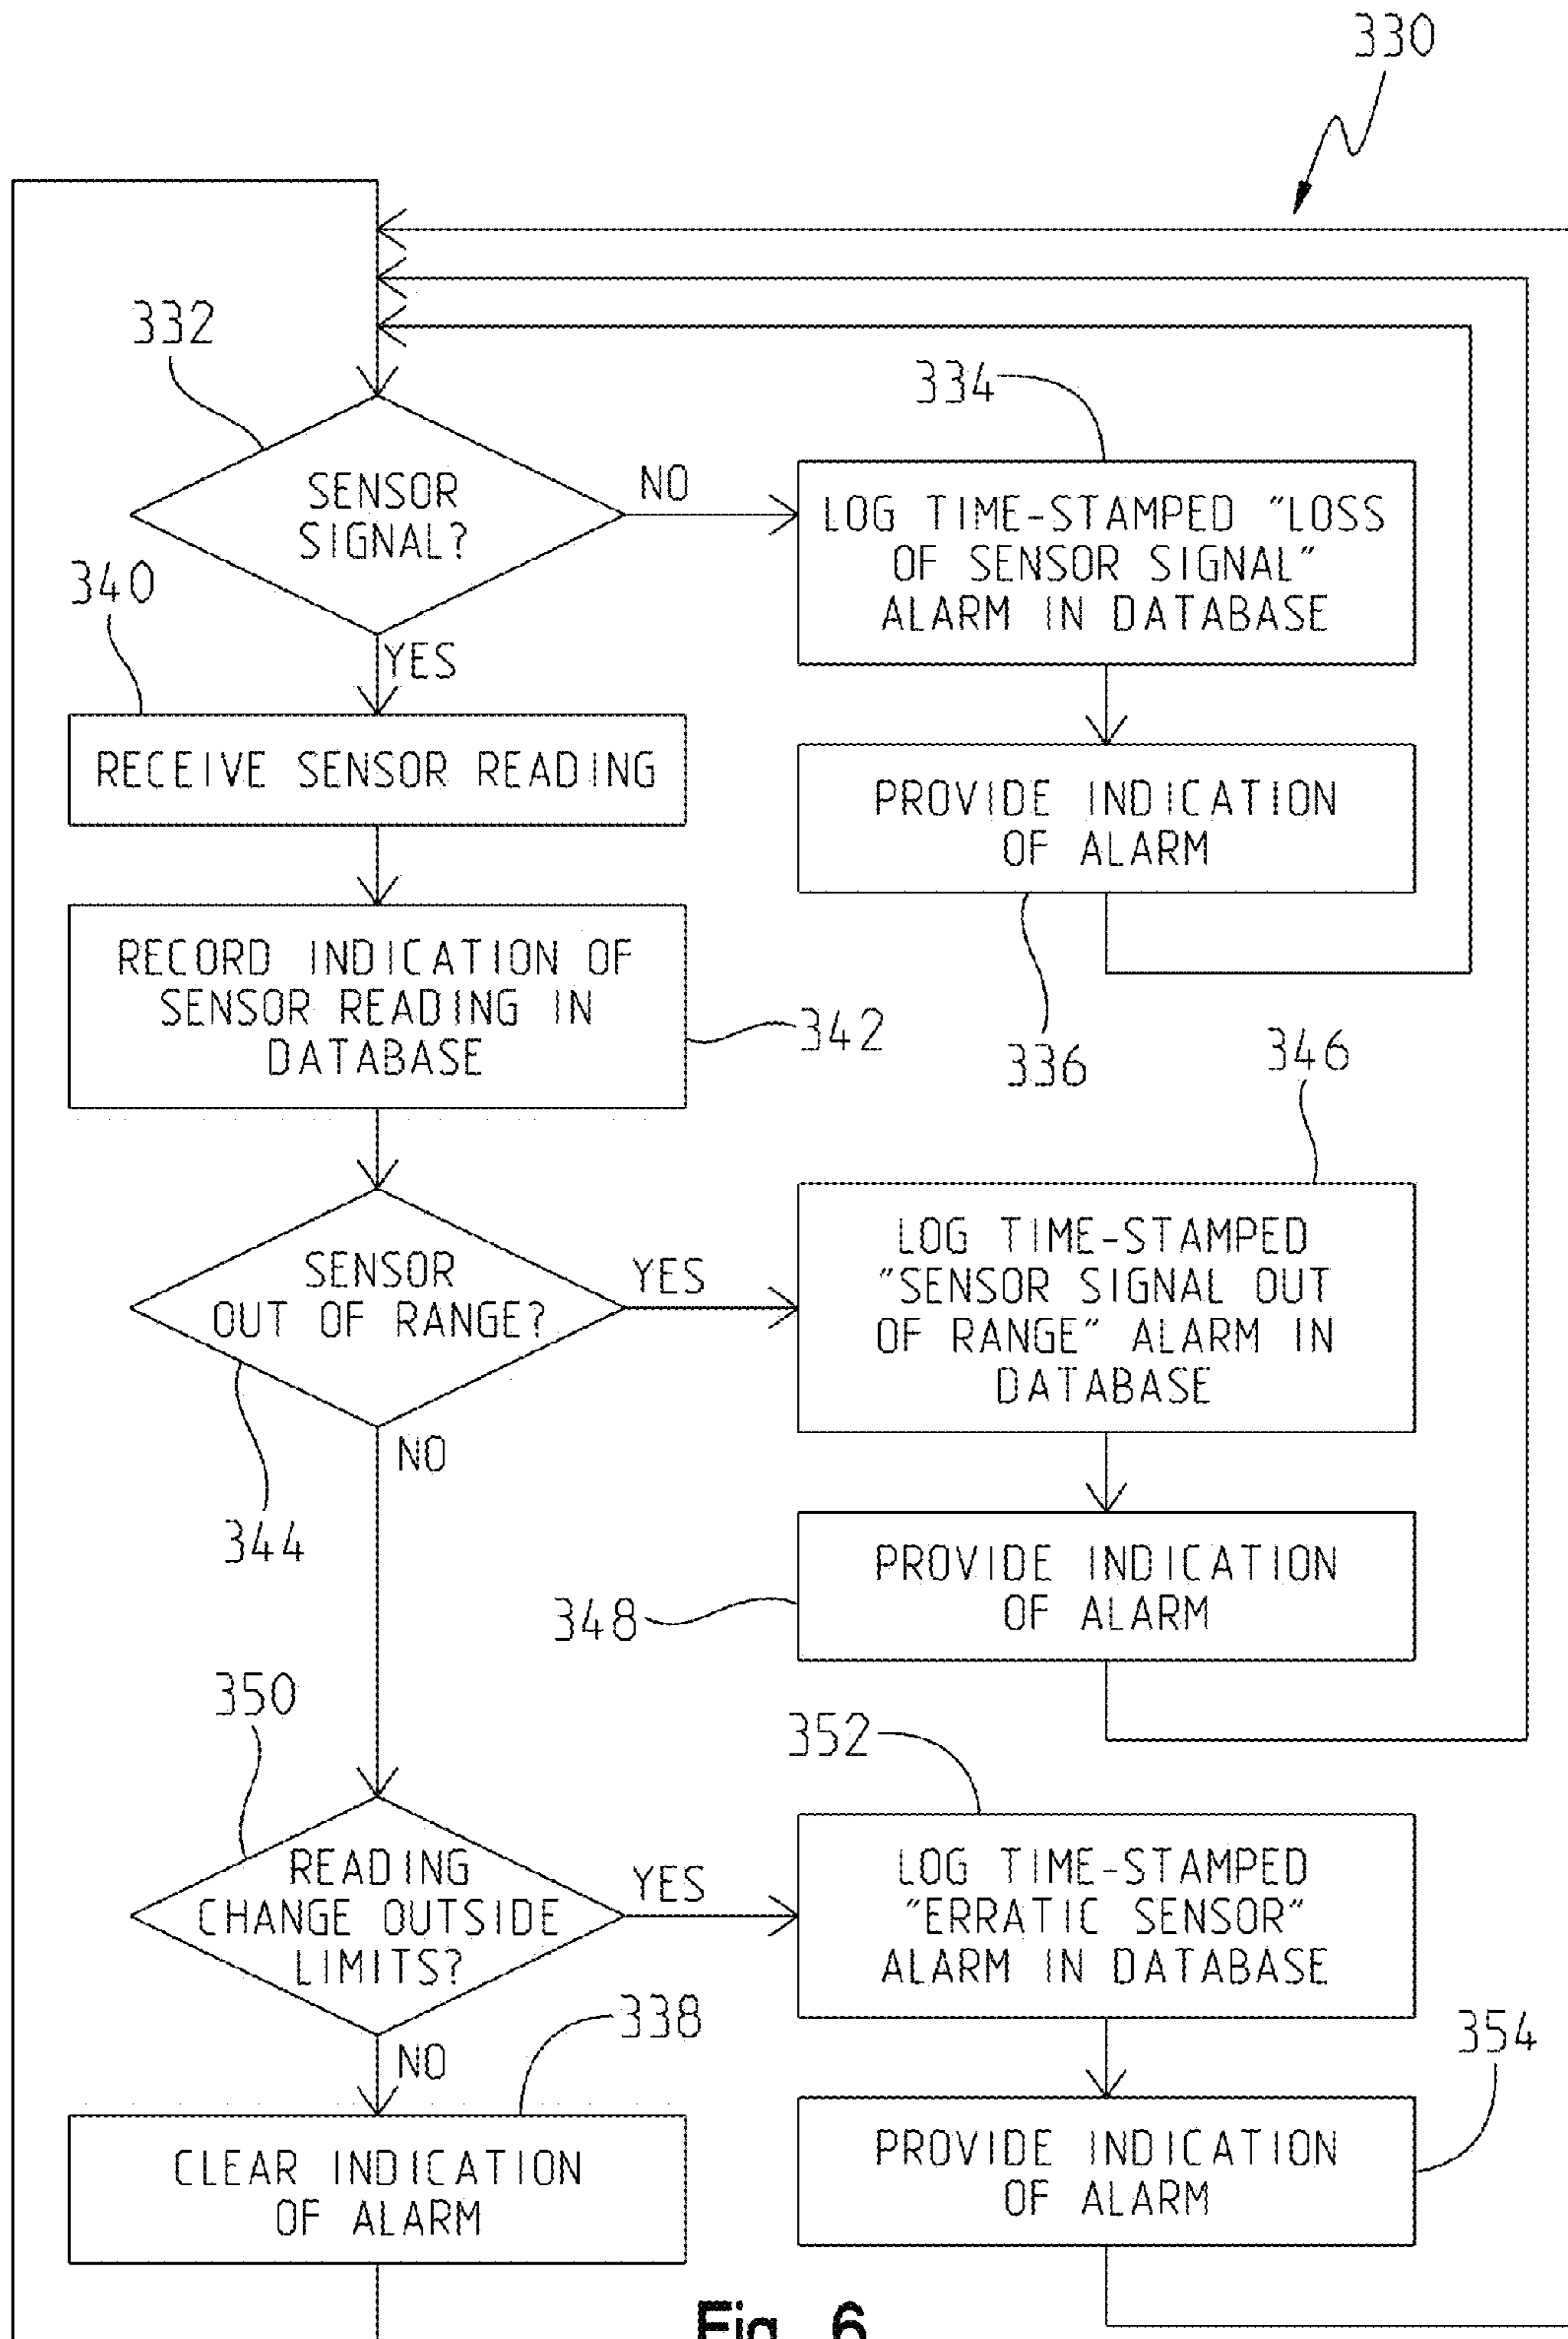 330
332
334
SENSOR
SIGNAL?
NO
LOG TIME-STAMPED "LOSS
OF SENSOR SIGNAL"
ALARM IN DATABASE
340
YES
RECEIVE SENSOR READING
PROVIDE INDICATION
OF ALARM
RECORD INDICATION OF
SENSOR READING IN
DATABASE
342
336
346
SENSOR
OUT OF RANGE?
YES
LOG TIME-STAMPED
"SENSOR SIGNAL OUT
OF RANGE" ALARM IN
DATABASE
NO
344
PROVIDE INDICATION
OF ALARM
348
350
352
READING
CHANGE OUTSIDE
LIMITS?
YES
LOG TIME-STAMPED
"ERRATIC SENSOR"
ALARM IN DATABASE
338
354
NO
CLEAR INDICATION
OF ALARM
PROVIDE INDICATION
OF ALARM
Fig. 6